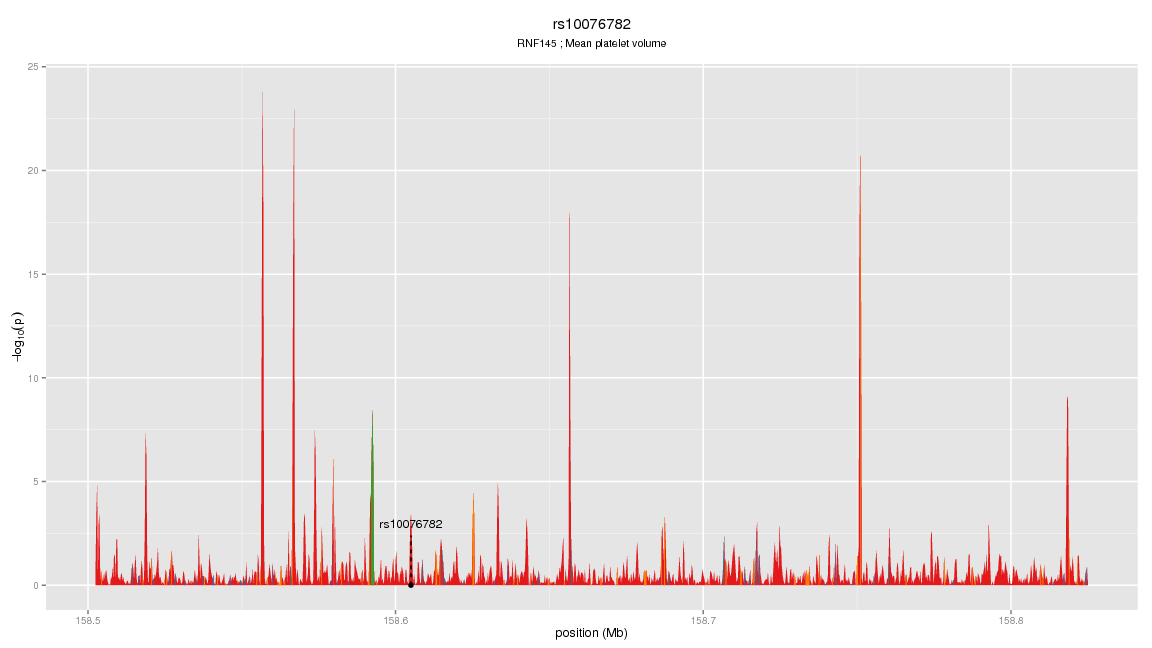 rs10076782
RNF145 ; Mean platelet volume
25
20
15
10
5
0
−log10(p)
rs10076782
158.5 158.6 158.7 158.8
position (Mb)